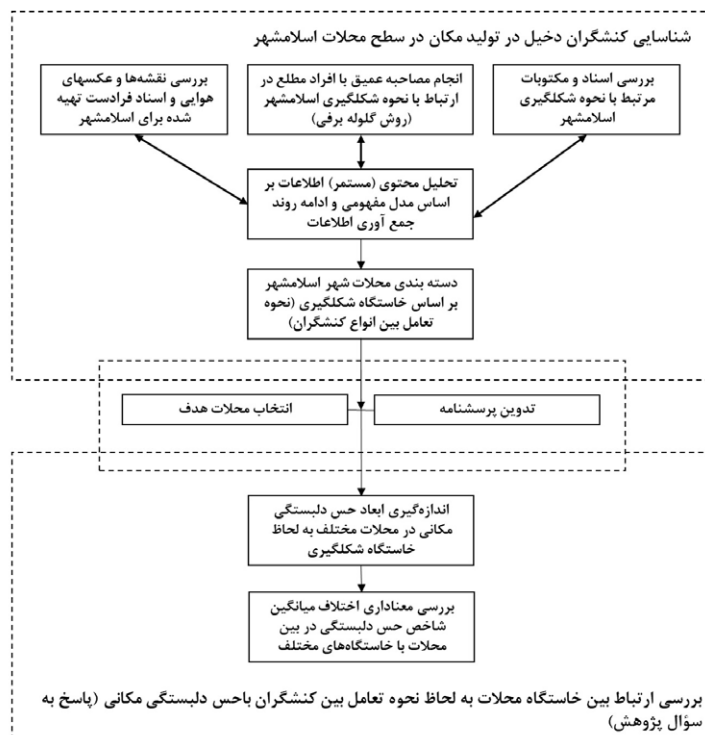 شناسایی کنشگران دخیل در تولید مکان در سطح محلات اسلامشهر
بررسی اسناد و مکتوبات
مرتبط با نحوه شکلگیری
اسلامشهر
انجام مصاحبه عمیق با افراد مطلع در
ارتباط با نحوه شکلگیری اسلامشهر
(روش گلوله برفی)
بررسی نقشه‌ها و عکسهای
هوایی و اسناد فرادست تهیه
شده برای اسلامشهر
تحلیل محتوی (مستمر) اطلاعات بر
اساس مدل مفهومی و ادامه روند
جمع آوری اطلاعات
دسته بندی محلات شهر اسلامشهر
بر اساس خاستگاه شکلگیری (نحوه
تعامل بین انواع کنشگران)
تدوین پرسشنامه
انتخاب محلات هدف
اندازه‌گیری ابعاد حس دلبستگی
مکانی در محلات مختلف به لحاظ
خاستگاه شکلگیری
بررسی معناداری اختلاف میانگین
شاخص حس دلبستگی در بین
محلات با خاستگاه‌های مختلف
بررسی ارتباط بین خاستگاه محلات به لحاظ نحوه تعامل بین کنشگران باحس دلبستگی مکانی (پاسخ به
سؤال پژوهش)